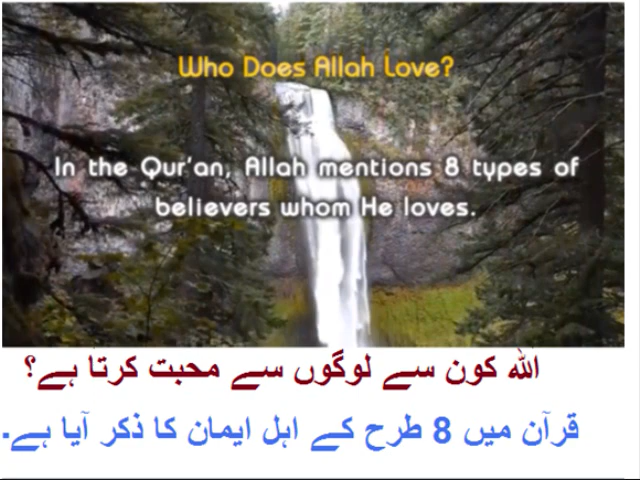 Who Does Allah Love?
In the Qur'an, Allah mentions 8 types of
believers whom He loves.
اللہ کون سے لوگوں سے محبت کرتا ہے؟
قرآن میں 8 طرح کے اہل ایمان کا ذکر آیا ہے۔